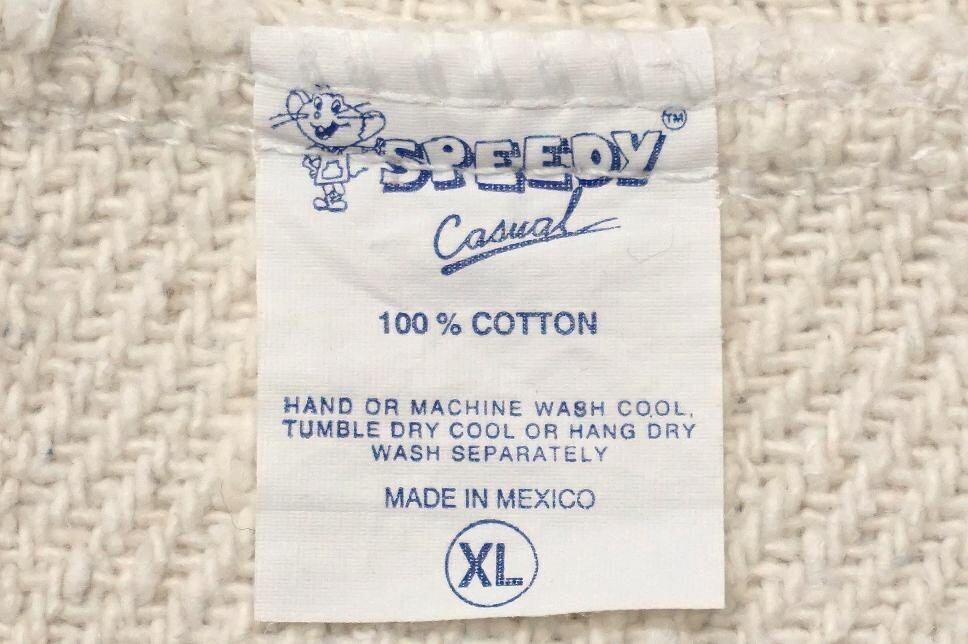 SPEEDY™
Casual
100 % COTTON
HAND OR MACHINE WASH COOL,
TUMBLE DRY COOL OR HANG DRY
WASH SEPARATELY
MADE IN MEXICO
XL